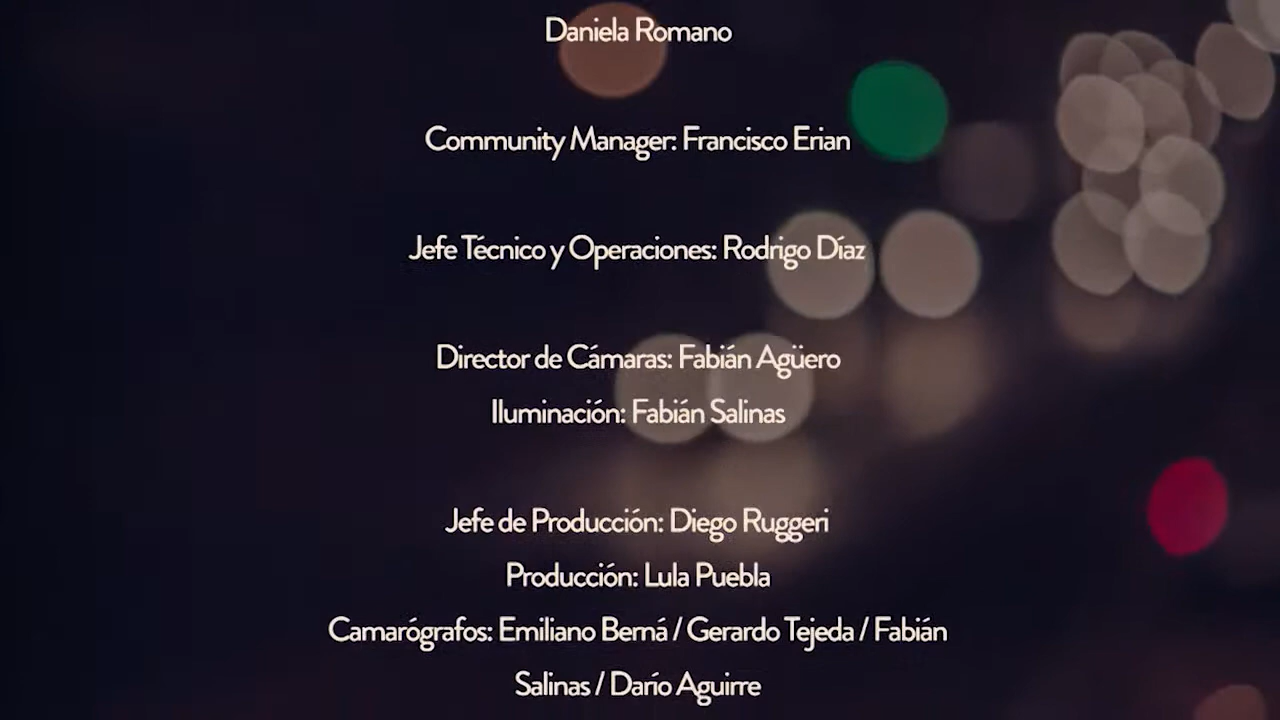 Daniela Romano
Community Manager: Francisco Erian
Jefe Técnico y Operaciones: Rodrigo Díaz
Director de Cámaras: Fabián Agüero
Iluminación: Fabián Salinas
Jefe de Producción: Diego Ruggeri
Producción: Lula Puebla
Camarógrafos: Emiliano Berná / Gerardo Tejeda / Fabián
Salinas / Darío Aguirre